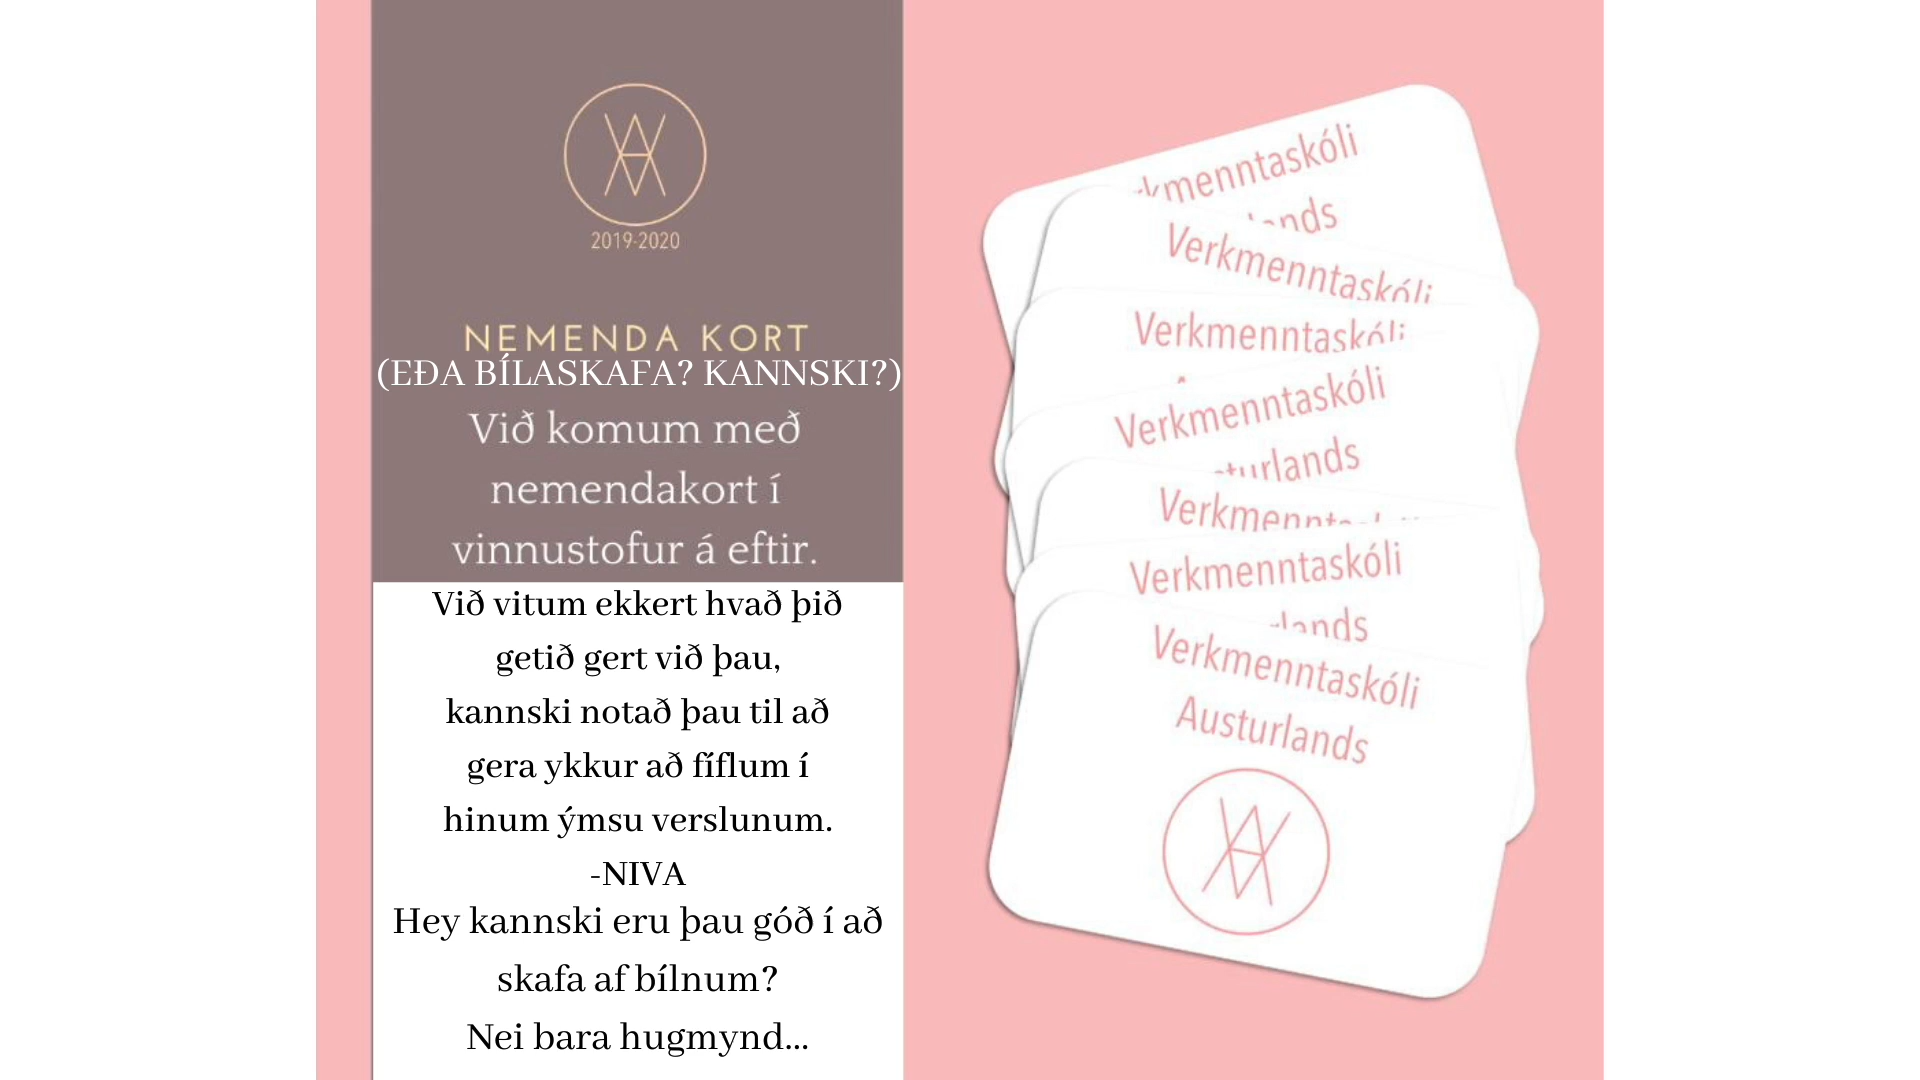 2019-2020
NEMENDA KORT
(EÐA BÍLASKAFA? KANNSKI?)
Við komum með
nemendakort í
vinnustofur á eftir.
Við vitum ekkert hvað þið
getið gert við þau,
kannski notað þau til að
gera ykkur að fíflum í
hinum ýmsu verslunum.
-NIVA
Hey kannski eru þau góð í að
skafa af bílnum?
Nei bara hugmynd...
Verkmenntaskóli
Verkmenntaskóli
Verkmenntaskóli
Verkmenntaskóli
Verkmenntaskóli
Austurlands